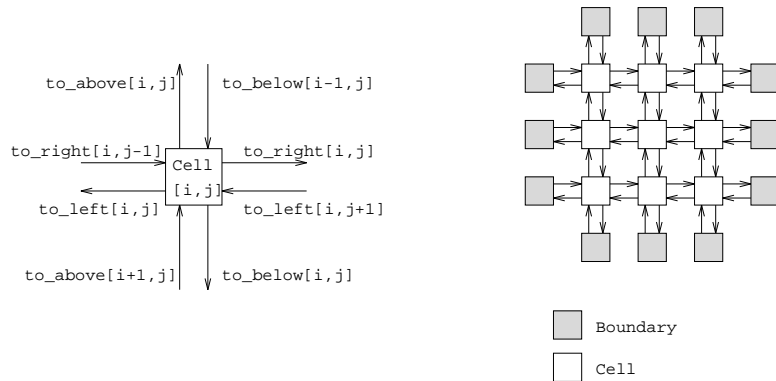 to_above[i,j]
to_below[i-1,j]
to_right[i,j-1]
Cell
[i,j]
to_right[i,j]
to_left[i,j]
to_left[i,j+1]
to_above[i+1,j]
to_below[i,j]
Boundary
Cell